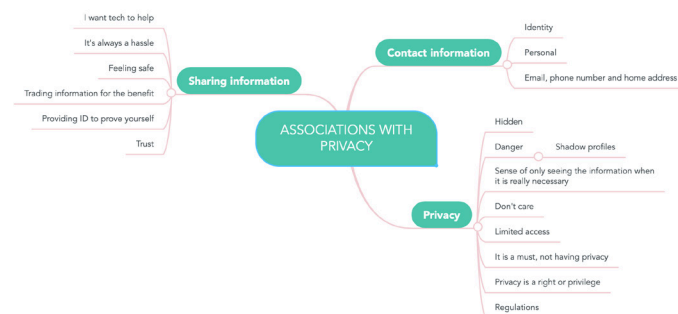 I want tech to help
It's always a hassle
Feeling safe
Trading information for the benefit
Providing ID to prove yourself
Trust
Sharing information
ASSOCIATIONS WITH
PRIVACY
Contact information
Identity
Personal
Email, phone number and home address
Privacy
Hidden
Danger
Shadow profiles
Sense of only seeing the information when
it is really necessary
Don't care
Limited access
It is a must, not having privacy
Privacy is a right or privilege
Regulations